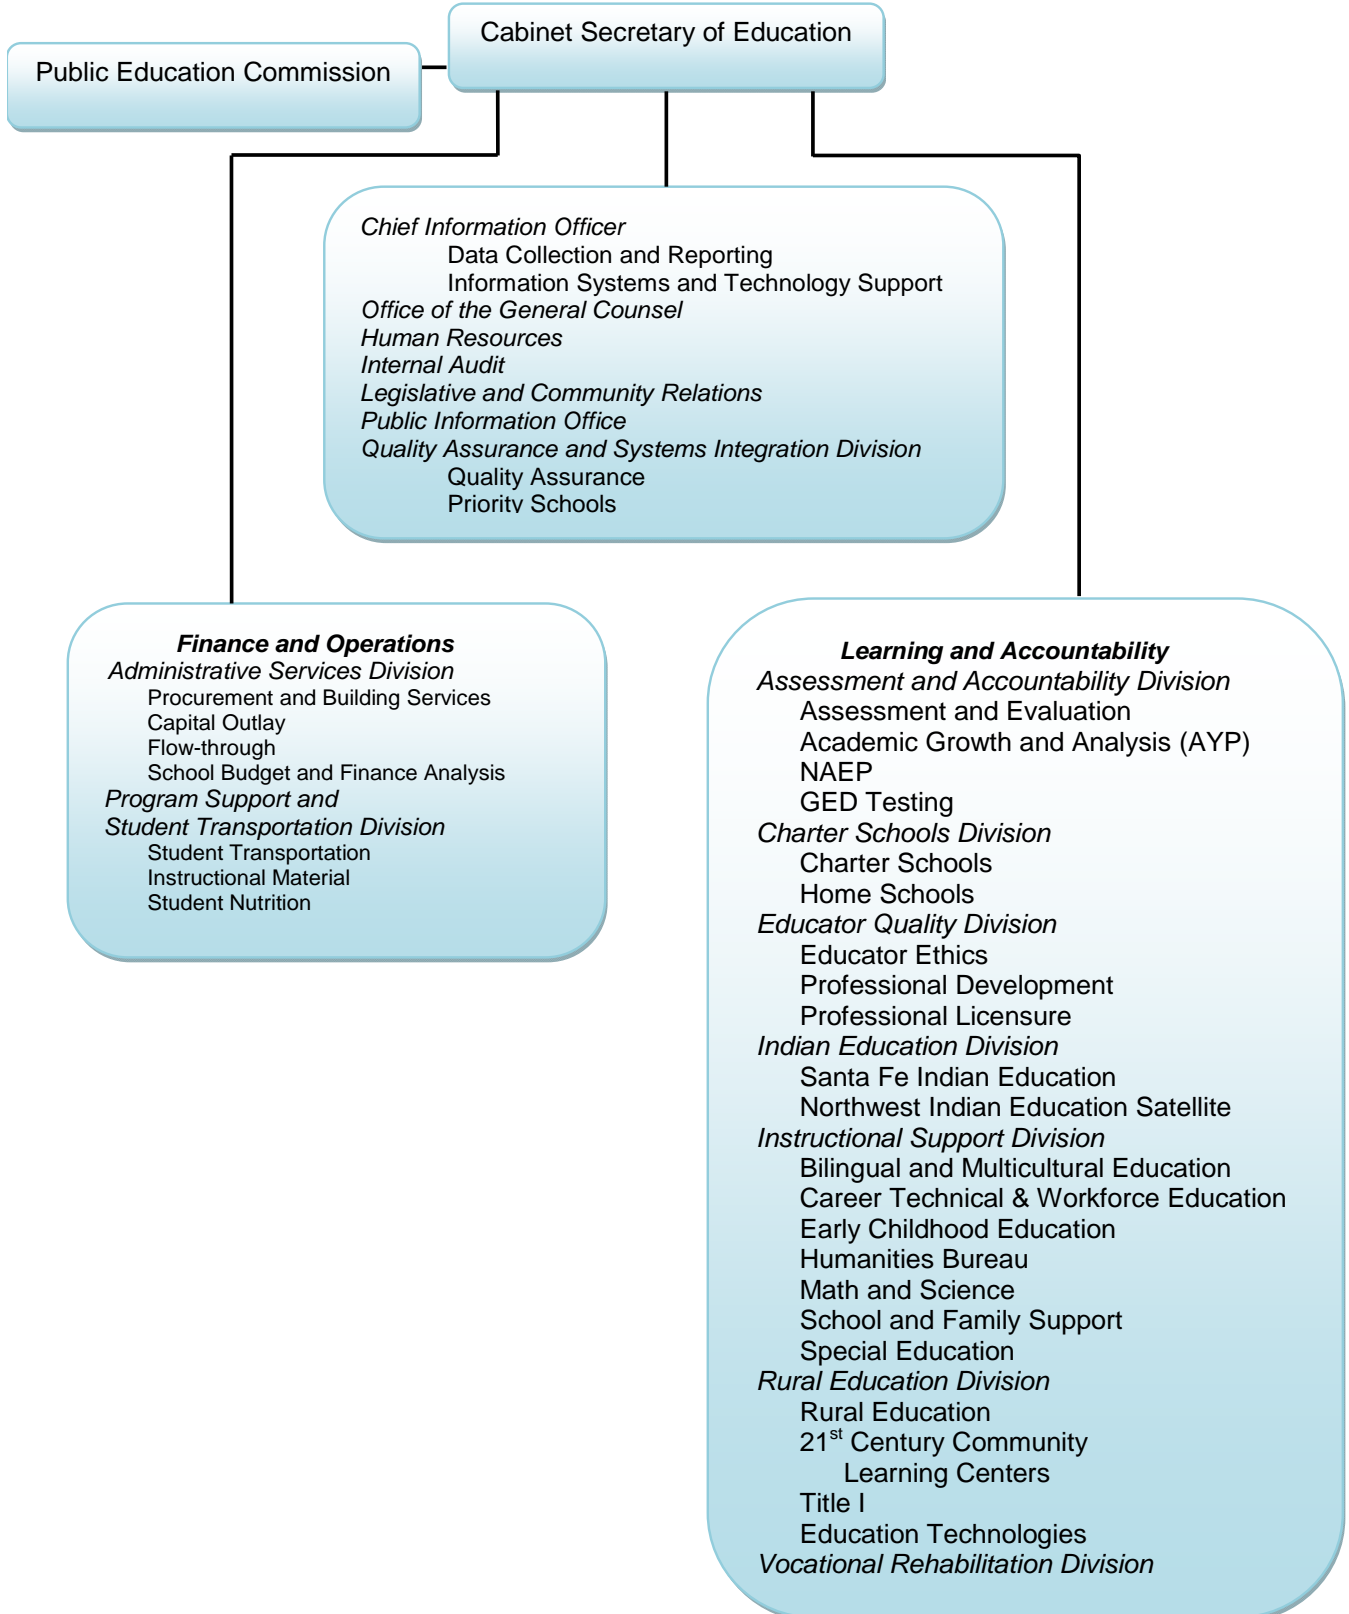 Cabinet Secretary of Education
Public Education Commission
Chief Information Officer
Data Collection and Reporting
Information Systems and Technology Support
Office of the General Counsel
Human Resources
Internal Audit
Legislative and Community Relations
Public Information Office
Quality Assurance and Systems Integration Division
Quality Assurance
Priority Schools
Finance and Operations
Administrative Services Division
Procurement and Building Services
Capital Outlay
Flow-through
School Budget and Finance Analysis
Program Support and
Student Transportation Division
Student Transportation
Instructional Material
Student Nutrition
Learning and Accountability
Assessment and Accountability Division
Assessment and Evaluation
Academic Growth and Analysis (AYP)
NAEP
GED Testing
Charter Schools Division
Charter Schools
Home Schools
Educator Quality Division
Educator Ethics
Professional Development
Professional Licensure
Indian Education Division
Santa Fe Indian Education
Northwest Indian Education Satellite
Instructional Support Division
Bilingual and Multicultural Education
Career Technical & Workforce Education
Early Childhood Education
Humanities Bureau
Math and Science
School and Family Support
Special Education
Rural Education Division
Rural Education
21st Century Community
Learning Centers
Title I
Education Technologies
Vocational Rehabilitation Division